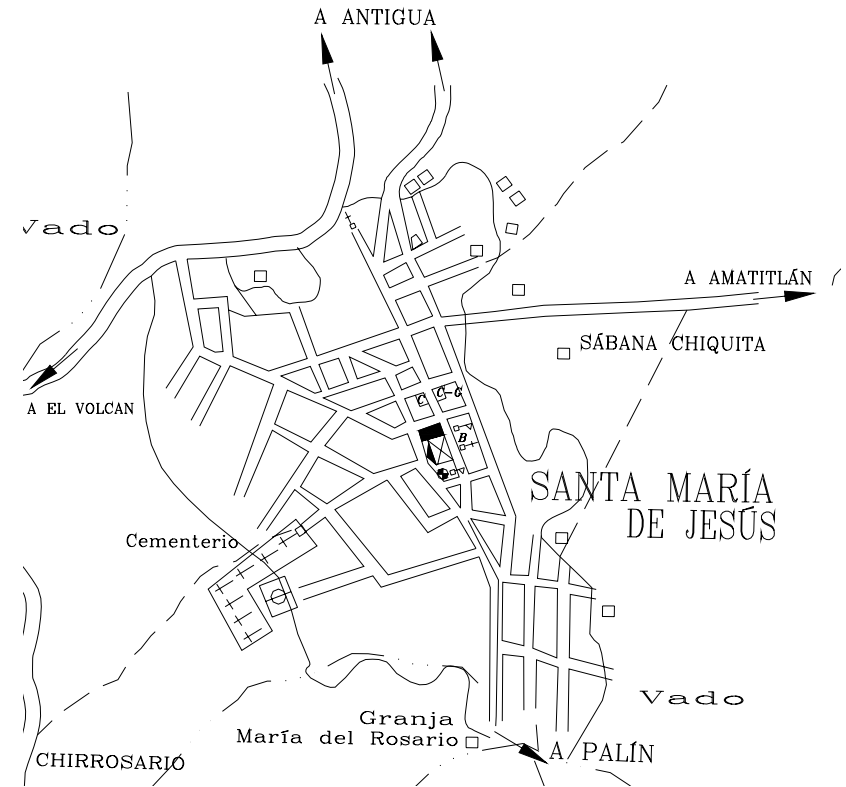 A ANTIGUA
Vado
A AMATITLÁN
SÁBANA CHIQUITA
A EL VOLCAN
C
C-G
B
SANTA MARÍA
DE JESÚS
Cementerio
Vado
Granja
María del Rosario
A PALÍN
CHIRROSARIO